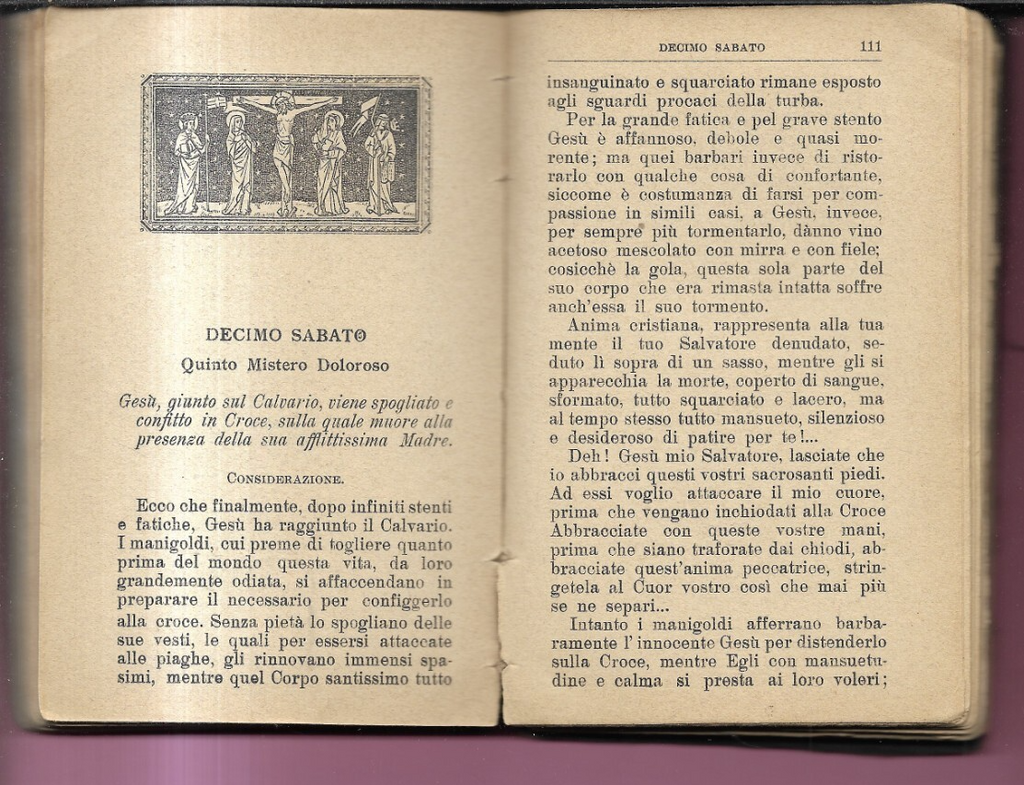 DECIMO SABATO
Quinto Mistero Doloroso
Gesù, giunto sul Calvario, viene spogliato e
confitto in Croce, sulla quale muore alla
presenza della sua afflittissima Madre.
CONSIDERAZIONE.
Ecco che finalmente, dopo infiniti stenti
e fatiche, Gesù ha raggiunto il Calvario.
I manigoldi, cui preme di togliere quanto
prima del mondo questa vita, da loro
grandemente odiata, si affaccendano in
preparare il necessario per configgerlo
alla croce. Senza pietà lo spogliano delle
sue vesti, le quali per essersi attaccate
alle piaghe, gli rinnovano immensi spa-
simi, mentre quel Corpo santissimo tutto
DECIMO SABATO 111
insanguinato e squarciato rimane esposto
agli sguardi procaci della turba.
Per la grande fatica e pel grave stento
Gesù è affannoso, debole e quasi mo-
rente; ma quei barbari invece di risto-
rarlo con qualche cosa di confortante,
siccome è costumanza di farsi per com-
passione in simili casi, a Gesù, invece,
per sempre più tormentarlo, dànno vino
acetoso mescolato con mirra e con fiele;
cosicchè la gola, questa sola parte del
suo corpo che era rimasta intatta soffre
anch'essa il suo tormento.
Anima cristiana, rappresenta alla tua
mente il tuo Salvatore denudato, se-
duto lì sopra di un sasso, mentre gli si
apparecchia la morte, coperto di sangue,
sformato, tutto squarciato e lacero, ma
al tempo stesso tutto mansueto, silenzioso
e desideroso di patire per te!...
Deh! Gesù mio Salvatore, lasciate che
io abbracci questi vostri sacrosanti piedi.
Ad essi voglio attaccare il mio cuore,
prima che vengano inchiodati alla Croce
Abbracciate con queste vostre mani,
prima che siano traforate dai chiodi, ab-
bracciate quest'anima peccatrice, strin-
getela al Cuor vostro così che mai più
se ne separi...
Intanto i manigoldi afferrano barba-
ramente l'innocente Gesù per distenderlo
sulla Croce, mentre Egli con mansuetu-
dine e calma si presta ai loro voleri;